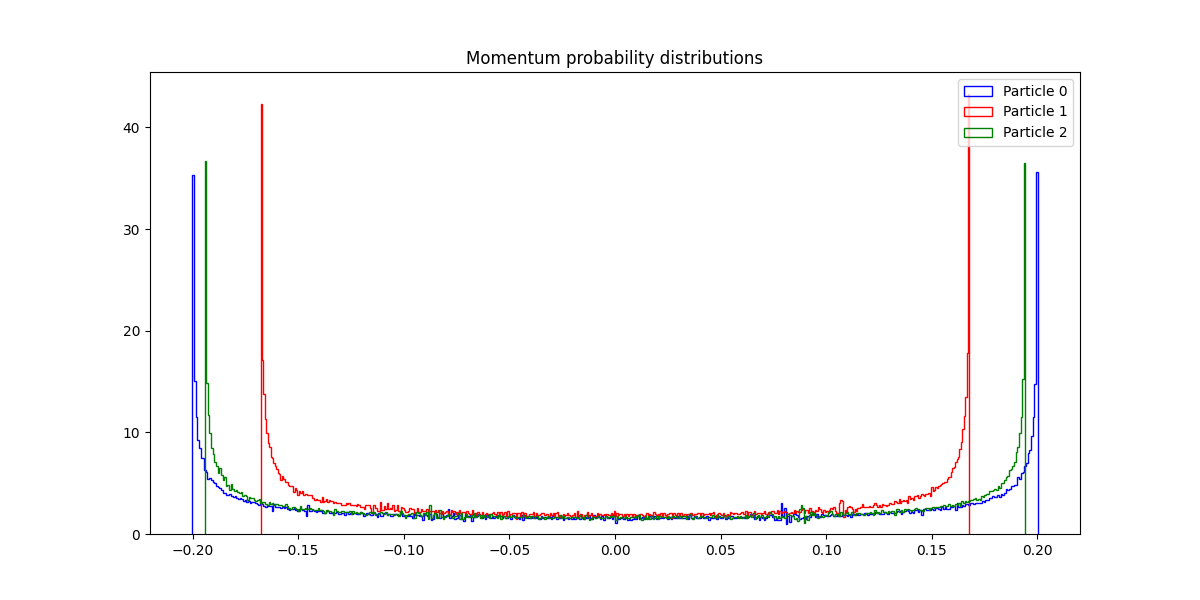 Momentum probability distributions
Particle 0
Particle 1
Particle 2
40
30
20
10
0
−0.20 −0.15 −0.10 −0.05 0.00 0.05 0.10 0.15 0.20